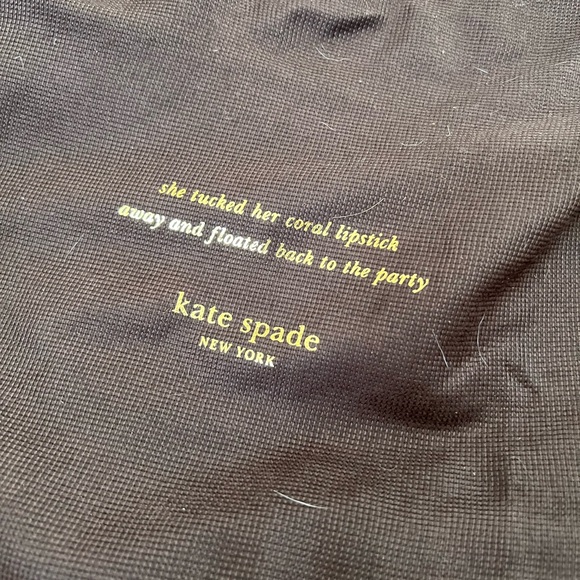 she tucked her coral lipstick
away and floated back to the party
kate spade
NEW YORK